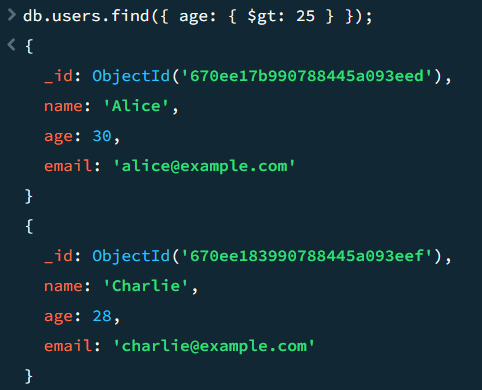 > db.users.find({ age: { $gt: 25 } });
< {
_id: ObjectId('670ee17b990788445a093eed'),
name: 'Alice',
age: 30,
email: 'alice@example.com'
}
{
_id: ObjectId('670ee183990788445a093eef'),
name: 'Charlie',
age: 28,
email: 'charlie@example.com'
}